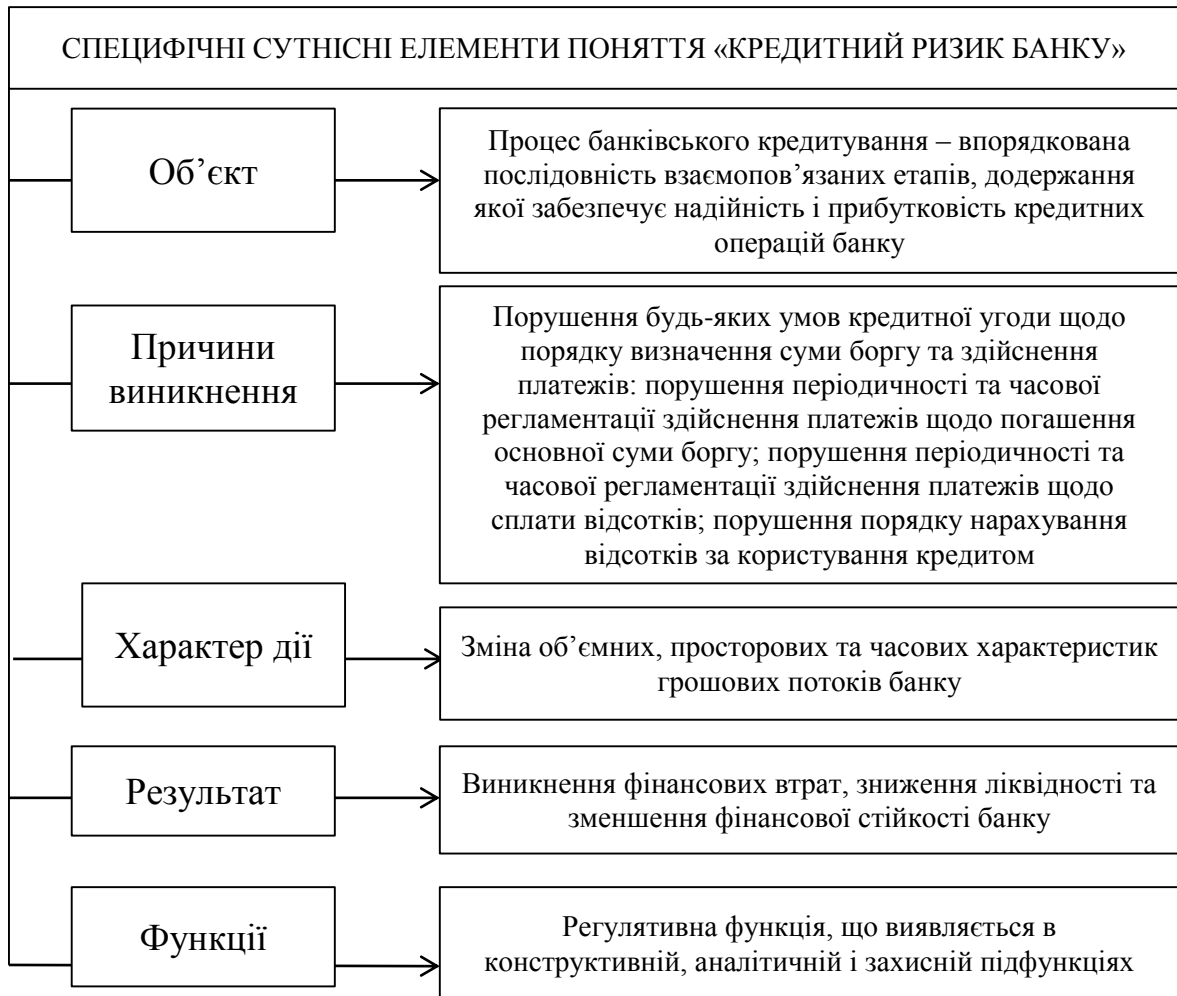 СПЕЦИФІЧНІ СУТНІСНІ ЕЛЕМЕНТИ ПОНЯТТЯ «КРЕДИТНИЙ РИЗИК БАНКУ»
Об’єкт
Процес банківського кредитування – впорядкована
послідовність взаємопов’язаних етапів, додержання
якої забезпечує надійність і прибутковість кредитних
операцій банку
Причини
виникнення
Порушення будь-яких умов кредитної угоди щодо
порядку визначення суми боргу та здійснення
платежів: порушення періодичності та часової
регламентації здійснення платежів щодо погашення
основної суми боргу; порушення періодичності та
часової регламентації здійснення платежів щодо
сплати відсотків; порушення порядку нарахування
відсотків за користування кредитом
Характер дії
Зміна об’ємних, просторових та часових характеристик
грошових потоків банку
Результат
Виникнення фінансових втрат, зниження ліквідності та
зменшення фінансової стійкості банку
Функції
Регулятивна функція, що виявляється в
конструктивній, аналітичній і захисній підфункціях